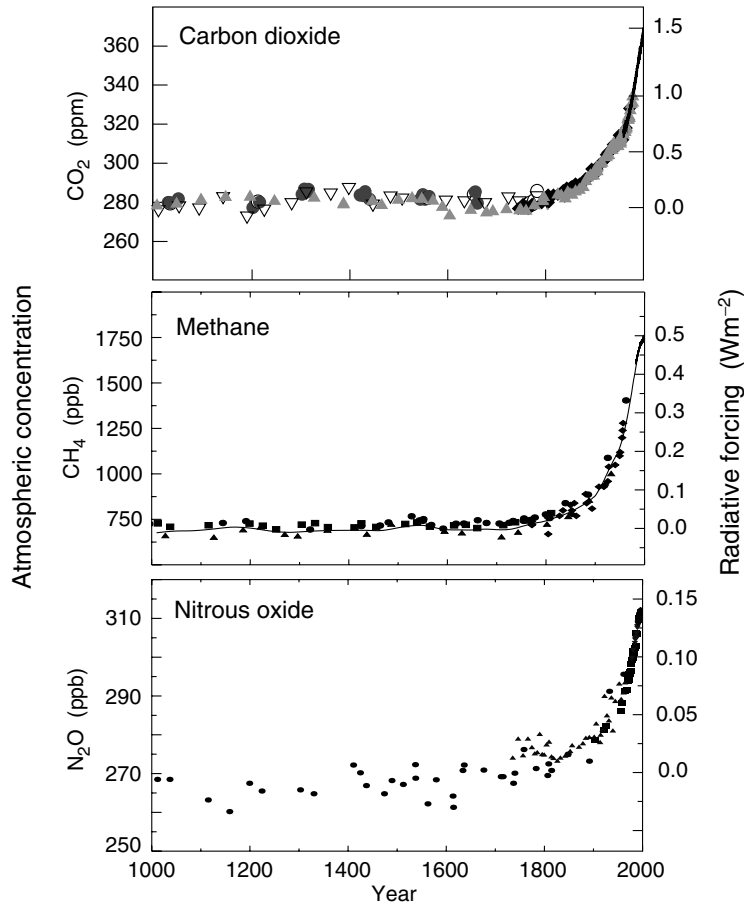 Atmospheric concentration
Radiative forcing (Wm⁻²)
Carbon dioxide
CO₂ (ppm)
360
340
320
300
280
260
1.5
1.0
0.5
0.0
Methane
CH₄ (ppb)
1750
1500
1250
1000
750
0.5
0.4
0.3
0.2
0.1
0.0
Nitrous oxide
N₂O (ppb)
310
290
270
250
0.15
0.10
0.05
0.0
1000 1200 1400 1600 1800 2000
Year